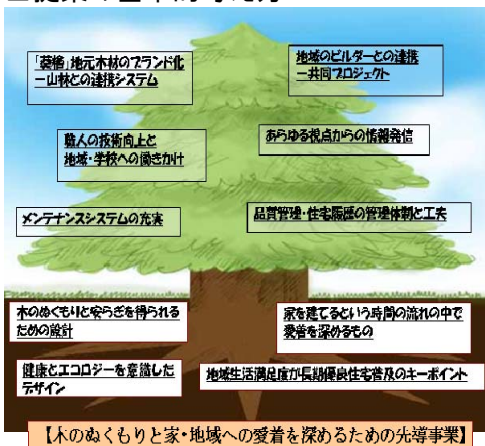 「葵檜」地元木材のブランド化
ー山林との連携システム
地域のビルダーとの連携
ー共同プロジェクト
職人の技術向上と
地域・学校への働きかけ
あらゆる視点からの情報発信
メンテナンスシステムの充実
品質管理・住宅履歴の管理体制と工夫
木のぬくもりと安らぎを得られる
ための設計
家を建てるという時間の流れの中で
愛着を深めるもの
健康とエコロジーを意識した
デザイン
地域生活満足度が長期優良住宅普及のキーポイント
【木のぬくもりと家・地域への愛着を深めるための先導事業】